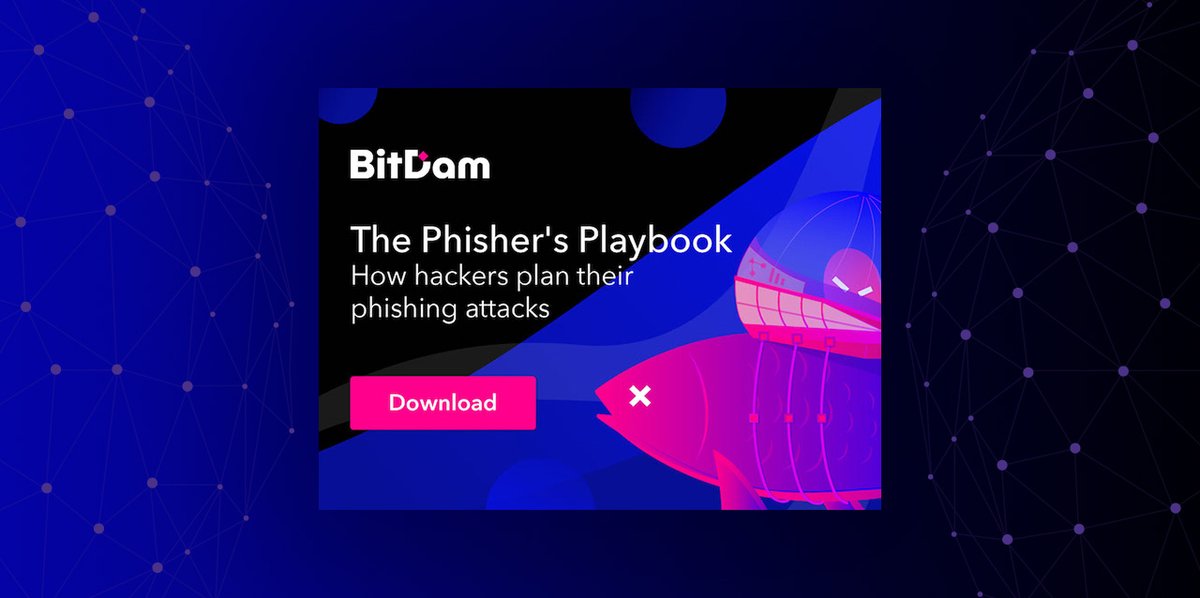 BitDam
The Phisher's Playbook
How hackers plan their
phishing attacks
Download